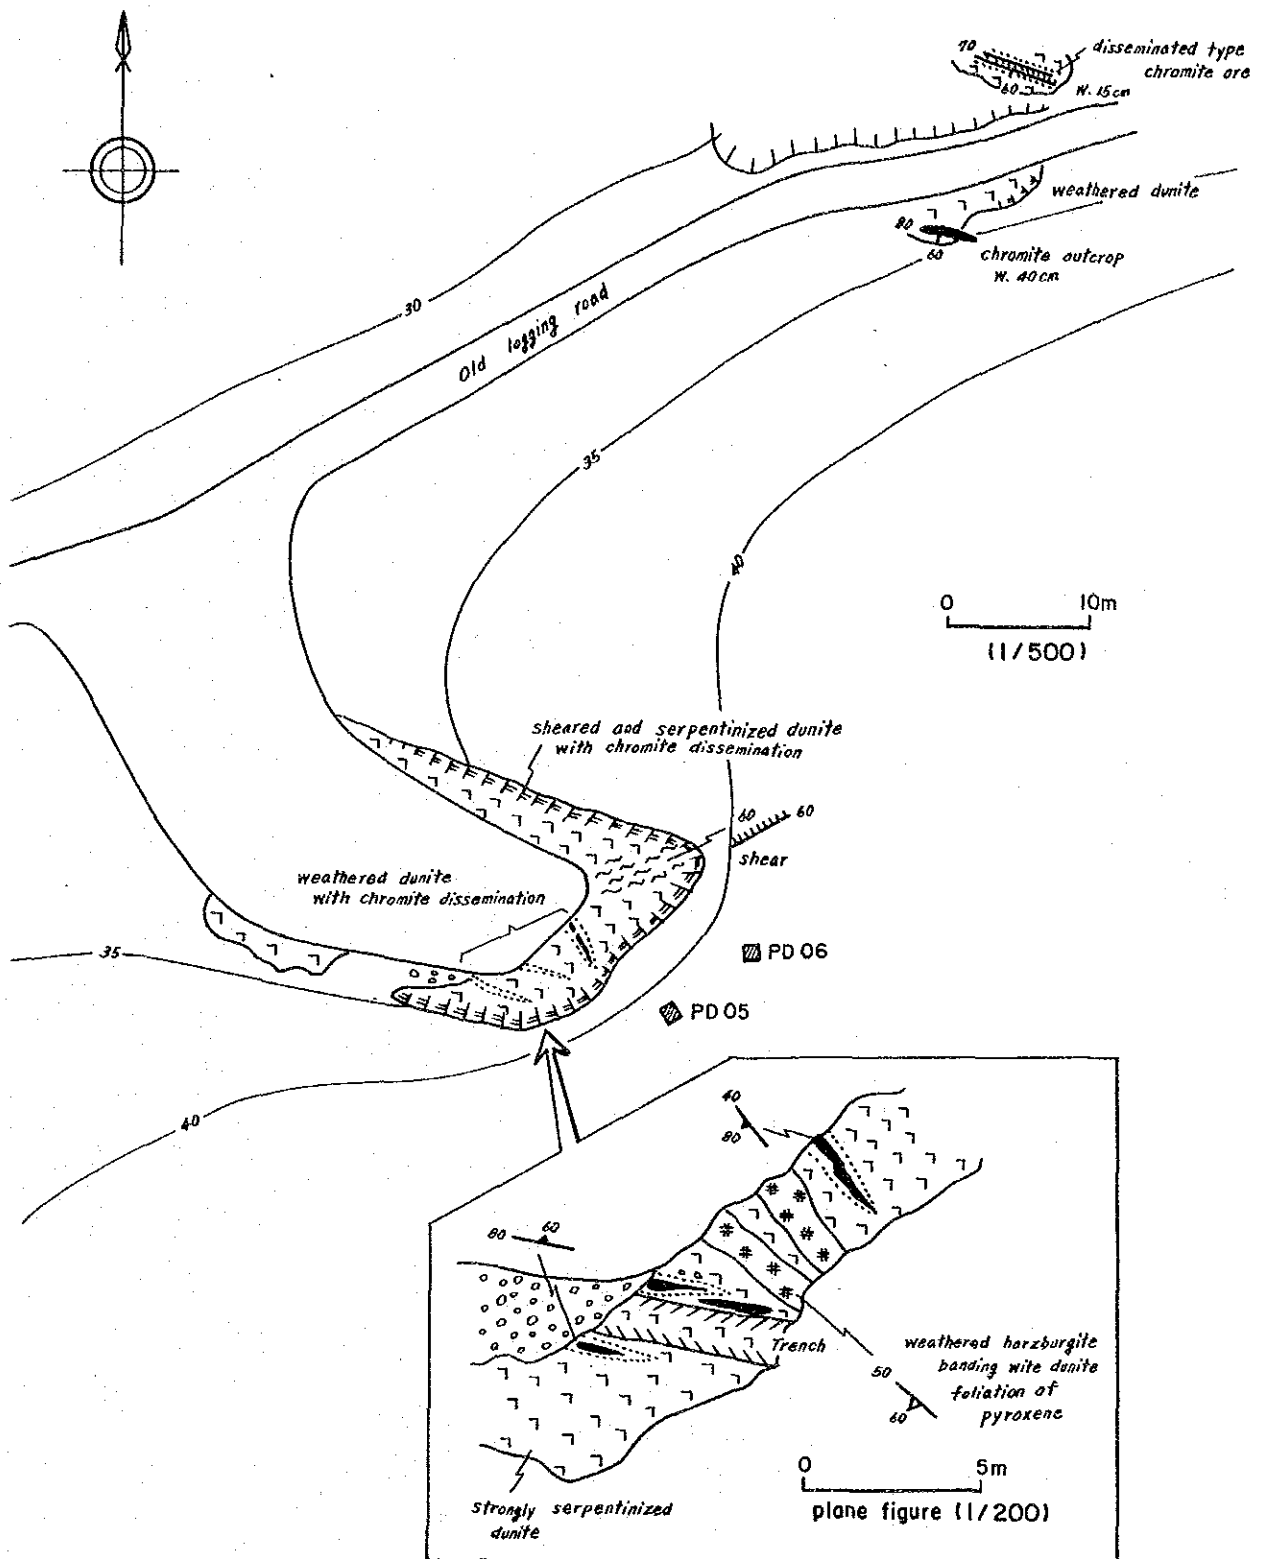 70
disseminated type
chromite ore
60
W. 15cm
weathered dunite
80
60
chromite outcrop
W. 40cm
30
Old logging road
35
40
0 10m
(1/500)
sheared and serpentinized dunite
with chromite dissemination
60
60
shear
weathered dunite
with chromite dissemination
35
PD 06
PD 05
40
40
80
80
60
Trench
weathered harzburgite
banding wite dunite
foliation of
pyroxene
50
60
0 5m
plane figure (1/200)
strongly serpentinized
dunite